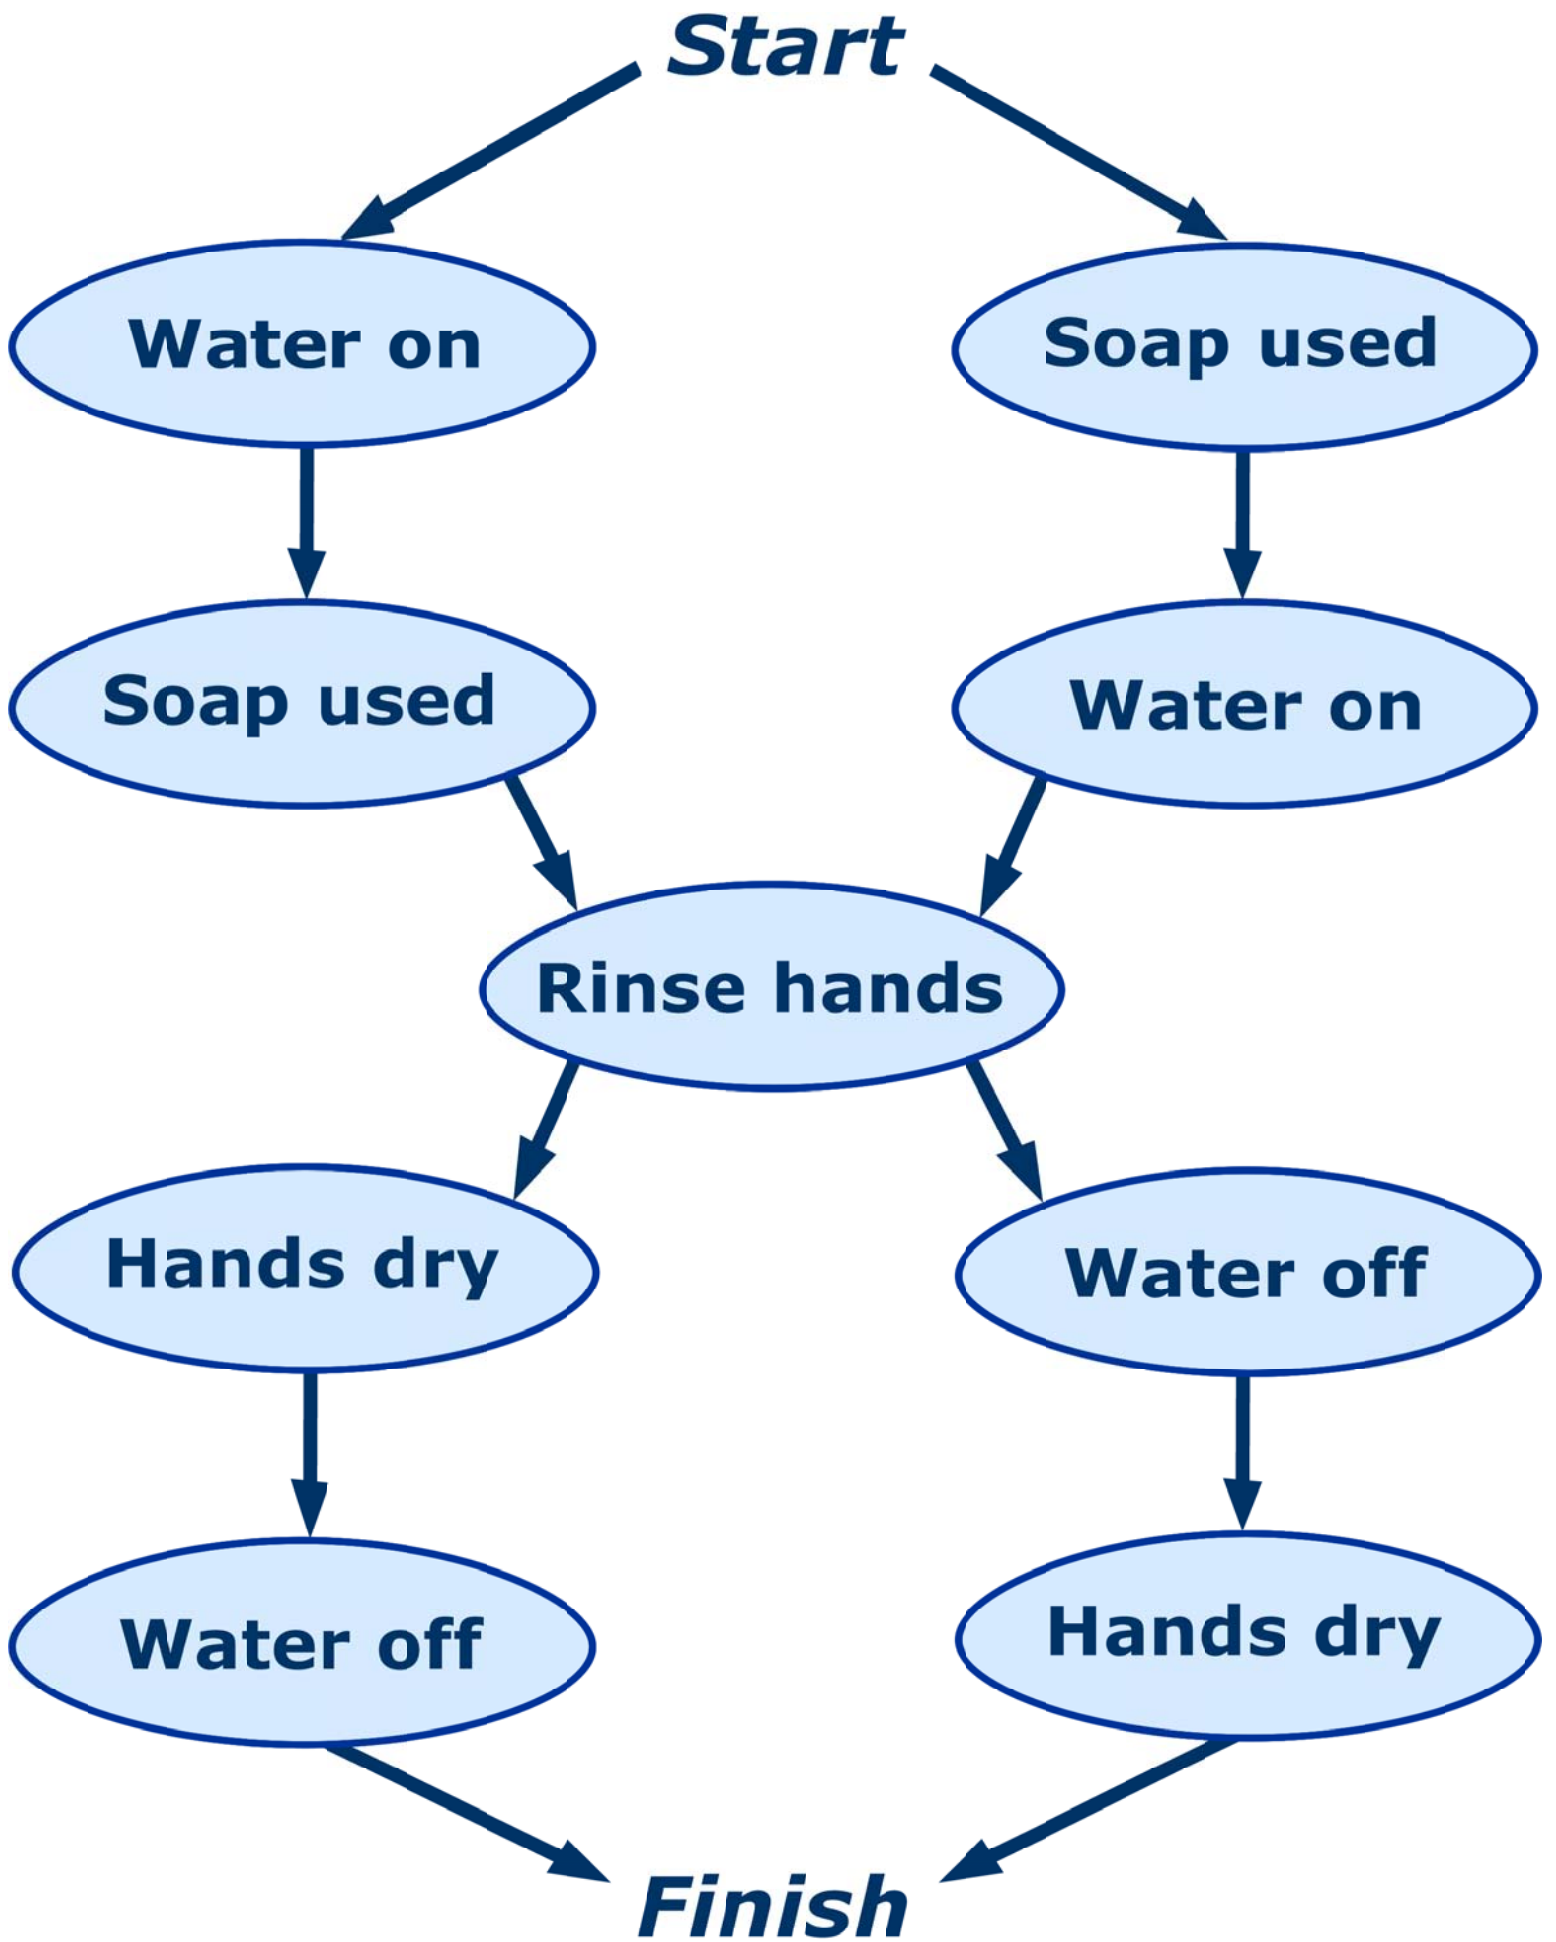 Start
Water on
Soap used
Soap used
Water on
Rinse hands
Hands dry
Water off
Water off
Hands dry
Finish